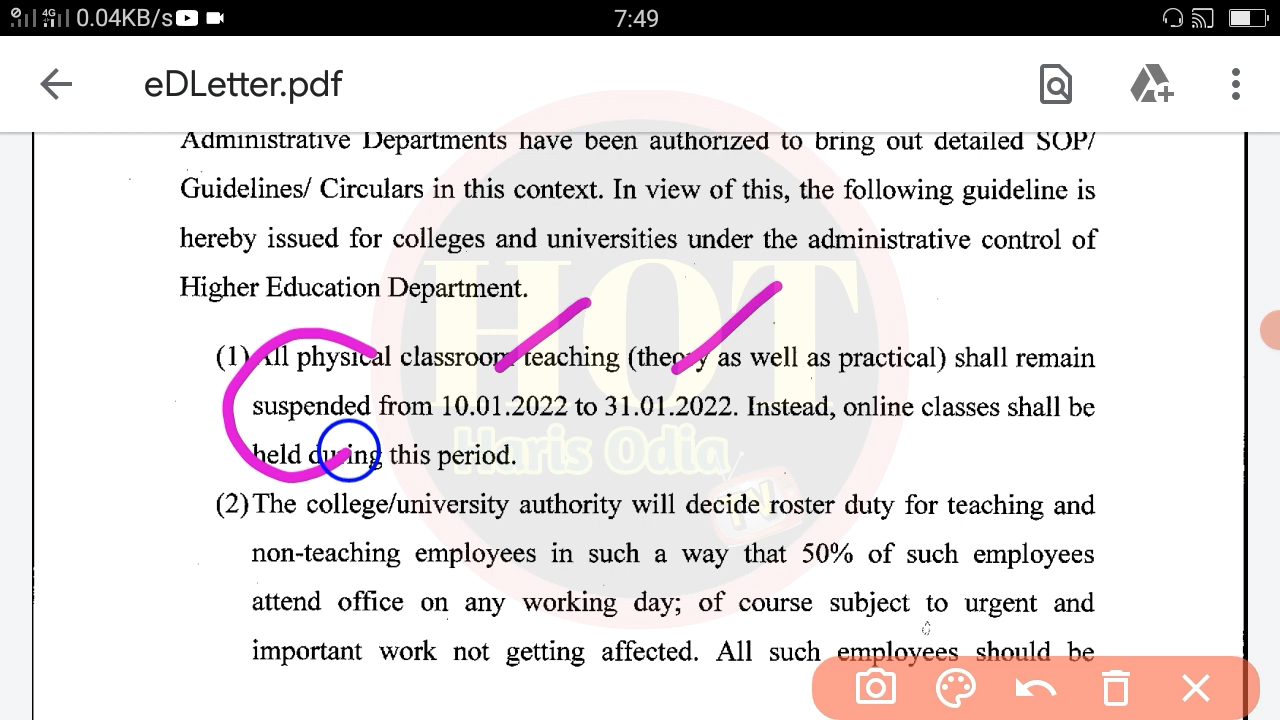 4G 0.04KB/s 7:49
eDLetter.pdf
Administrative Departments have been authorized to bring out detailed SOP/
Guidelines/ Circulars in this context. In view of this, the following guideline is
hereby issued for colleges and universities under the administrative control of
Higher Education Department.
(1) All physical classroom teaching (theory as well as practical) shall remain
suspended from 10.01.2022 to 31.01.2022. Instead, online classes shall be
held during this period.
(2) The college/university authority will decide roster duty for teaching and
non-teaching employees in such a way that 50% of such employees
attend office on any working day; of course subject to urgent and
important work not getting affected. All such employees should be
HOT
Haris Odia
TV